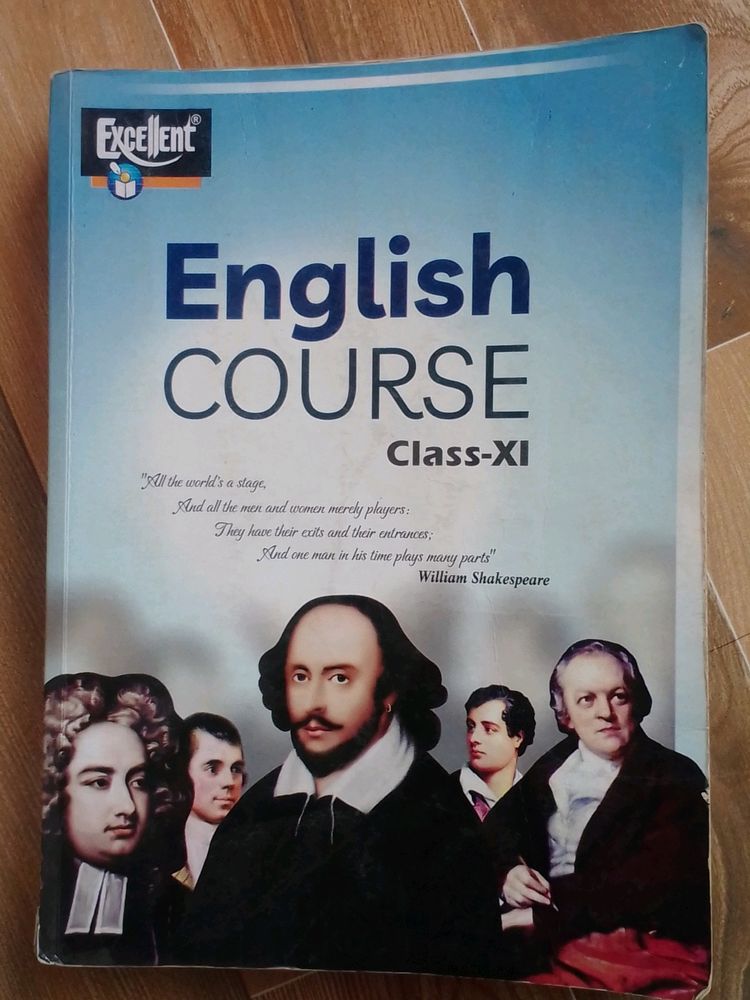 Excellent®
English
COURSE
Class-XI
"All the world's a stage,
And all the men and women merely players:
They have their exits and their entrances;
And one man in his time plays many parts"
William Shakespeare